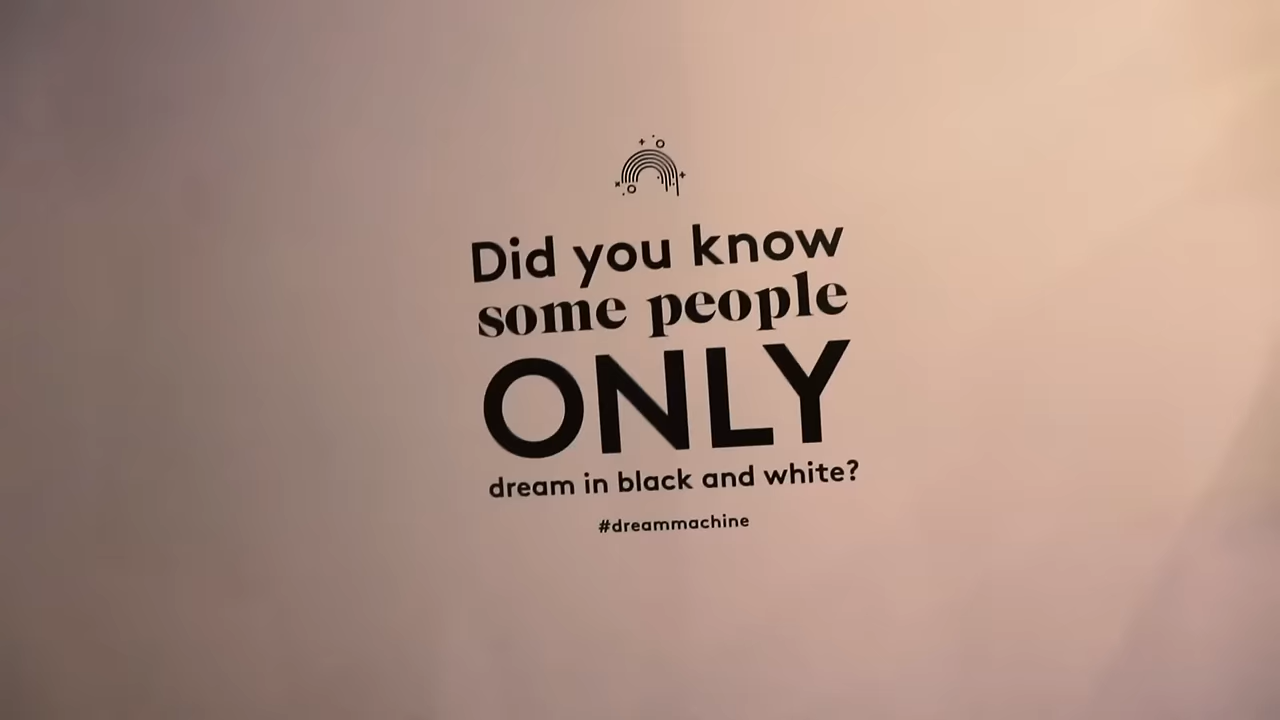 Did you know
some people
ONLY
dream in black and white?
#dreammachine